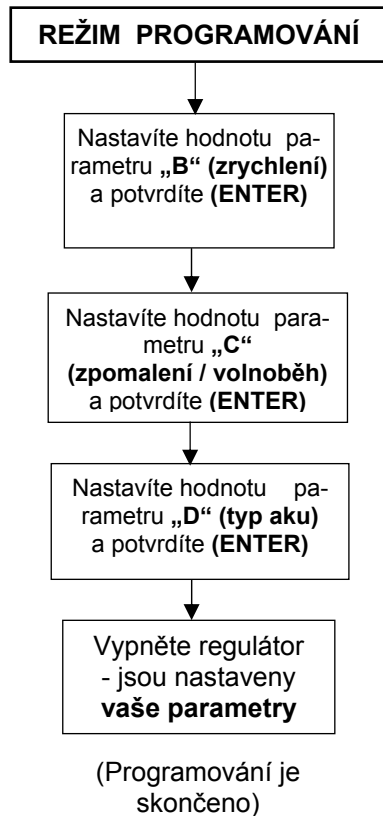 REŽIM PROGRAMOVÁNÍ
Nastavíte hodnotu pa-
rametru „B“ (zrychlení)
a potvrdíte (ENTER)
Nastavíte hodnotu para-
metru „C“
(zpomalení / volnoběh)
a potvrdíte (ENTER)
Nastavíte hodnotu pa-
rametru „D“ (typ aku)
a potvrdíte (ENTER)
Vypněte regulátor
- jsou nastaveny
vaše parametry
(Programování je
skončeno)